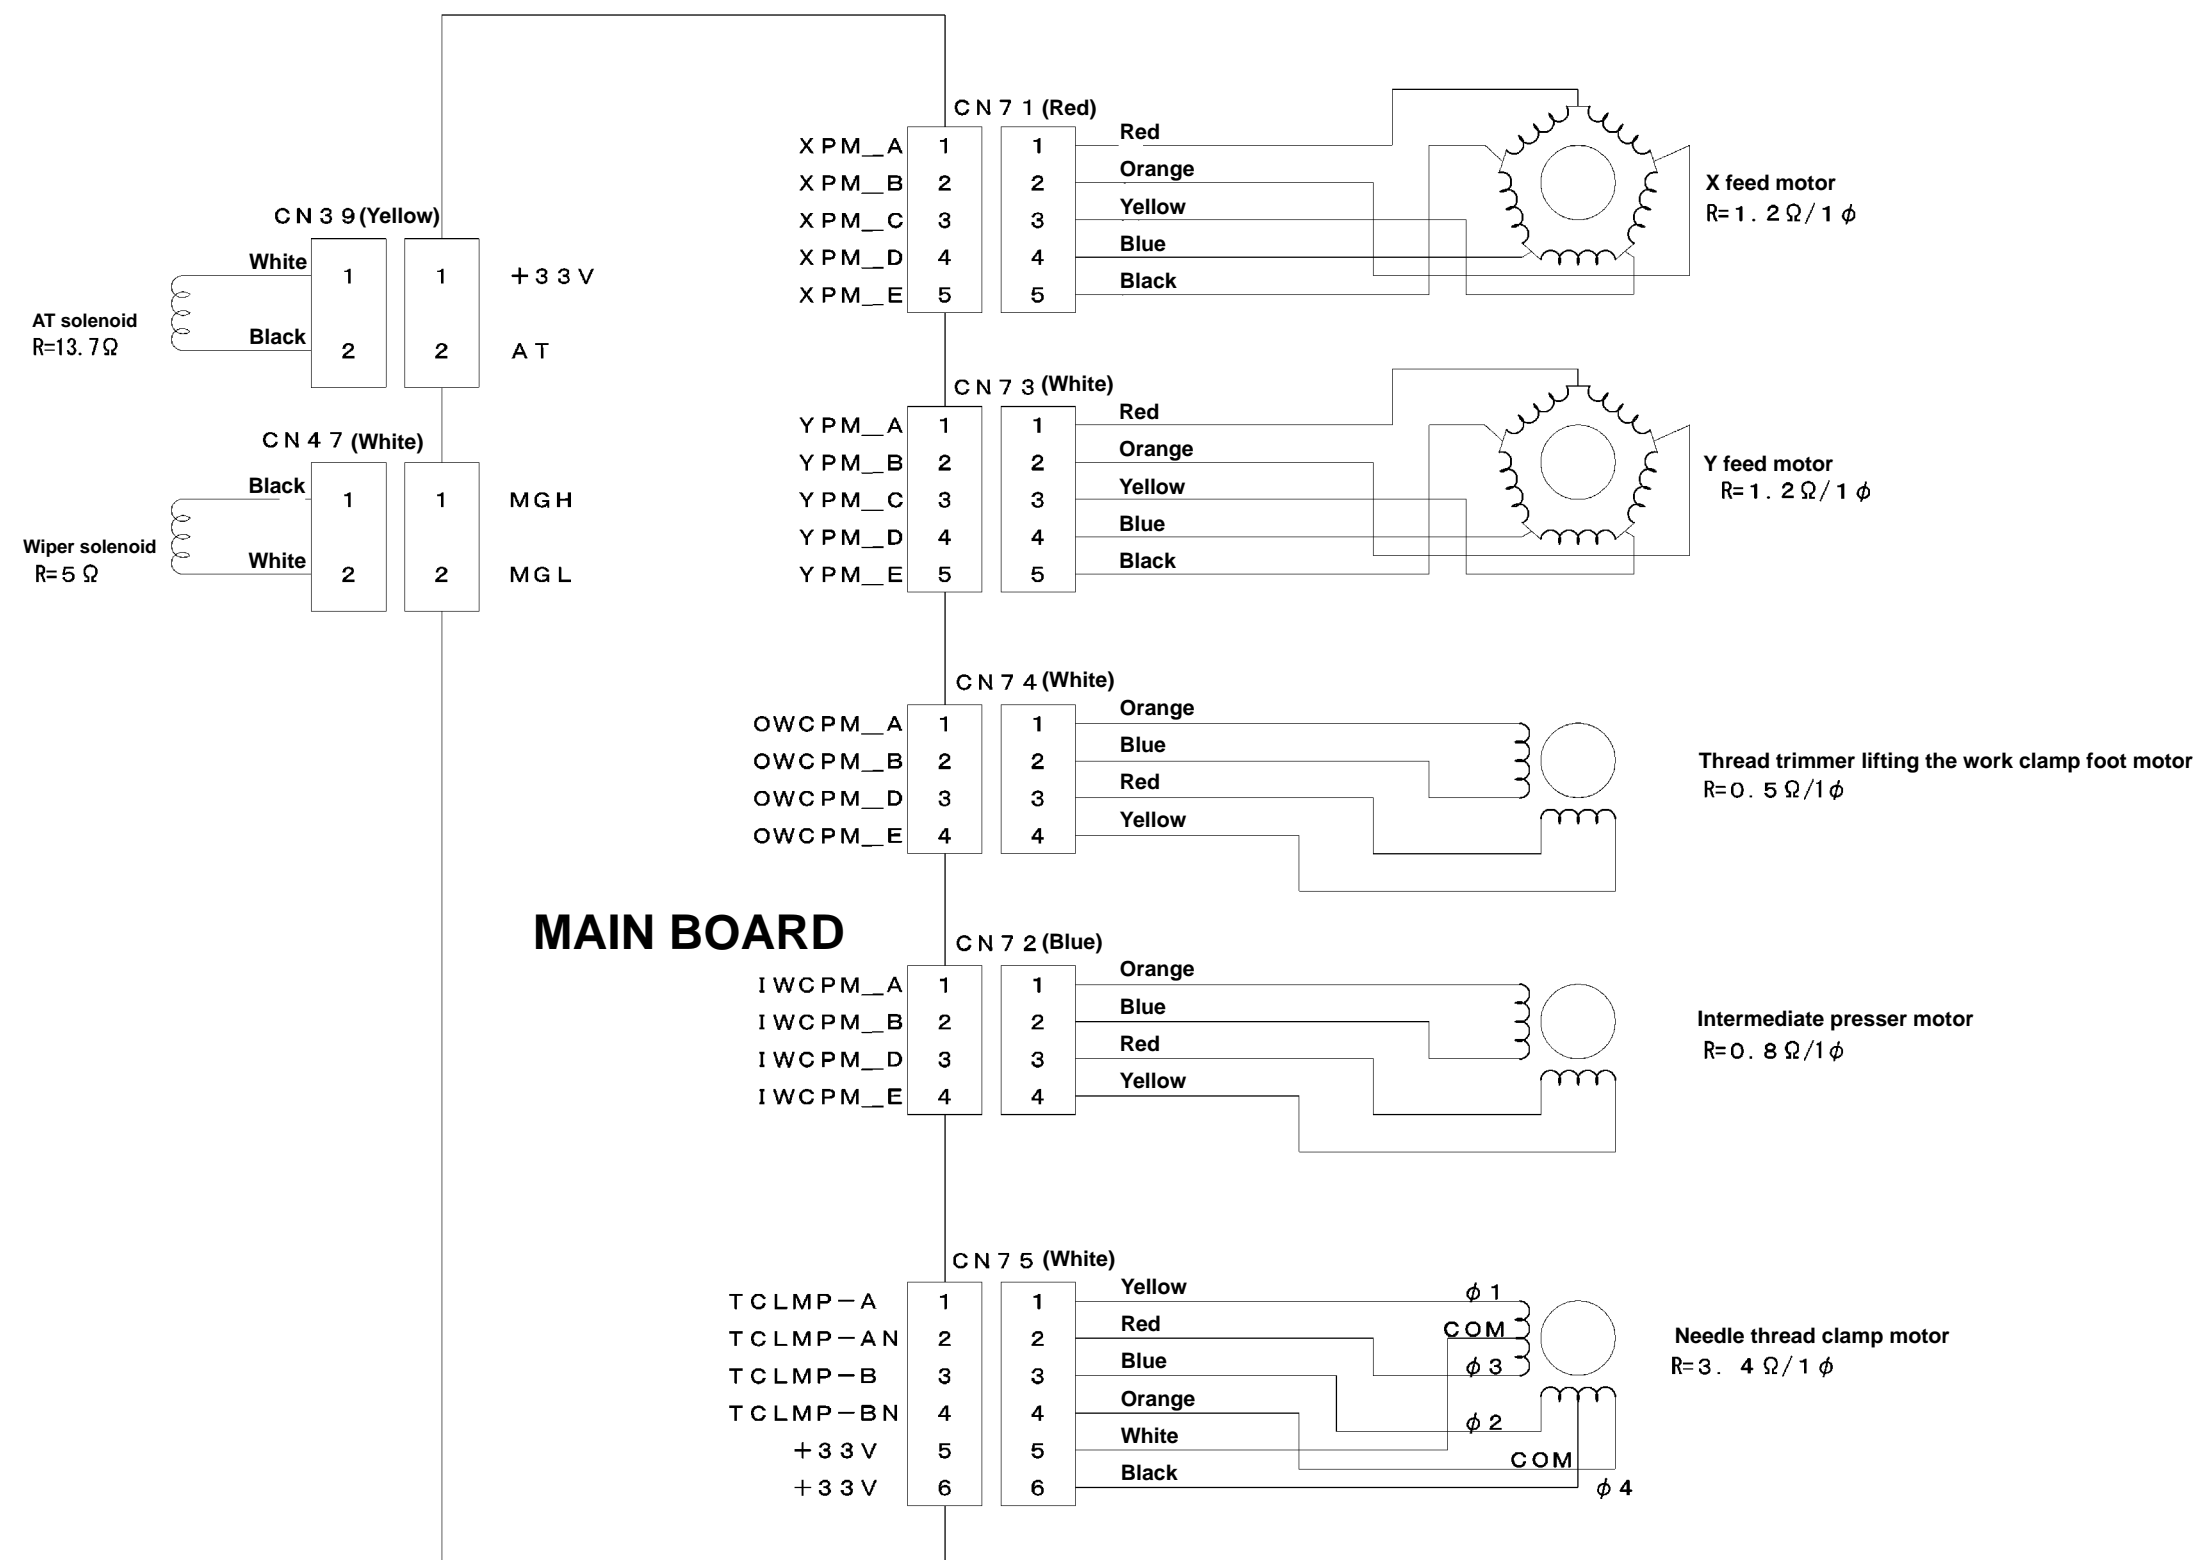 CN39(Yellow)
White 1 1 +33V
AT solenoid
R=13.7Ω
Black 2 2 AT
CN47(White)
Black 1 1 MGH
Wiper solenoid
R=5Ω
White 2 2 MGL
CN71(Red)
XPM_A 1 1 Red
XPM_B 2 2 Orange
XPM_C 3 3 Yellow
XPM_D 4 4 Blue
XPM_E 5 5 Black
X feed motor
R=1.2Ω/1φ
CN73(White)
YPM_A 1 1 Red
YPM_B 2 2 Orange
YPM_C 3 3 Yellow
YPM_D 4 4 Blue
YPM_E 5 5 Black
Y feed motor
R=1.2Ω/1φ
CN74(White)
OWCPM_A 1 1 Orange
OWCPM_B 2 2 Blue
OWCPM_D 3 3 Red
OWCPM_E 4 4 Yellow
Thread trimmer lifting the work clamp foot motor
R=0.5Ω/1φ
MAIN BOARD
CN72(Blue)
IWCPM_A 1 1 Orange
IWCPM_B 2 2 Blue
IWCPM_D 3 3 Red
IWCPM_E 4 4 Yellow
Intermediate presser motor
R=0.8Ω/1φ
CN75(White)
TCLMP-A 1 1 Yellow φ1
TCLMP-AN 2 2 Red COM
TCLMP-B 3 3 Blue φ3
TCLMP-BN 4 4 Orange φ2
+33V 5 5 White COM
+33V 6 6 Black φ4
Needle thread clamp motor
R=3.4Ω/1φ